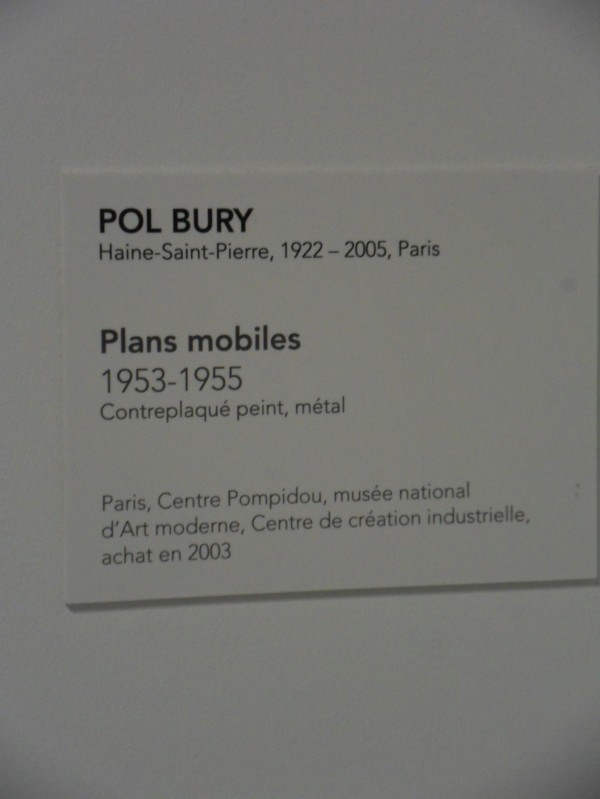 POL BURY
Haine-Saint-Pierre, 1922 – 2005, Paris
Plans mobiles
1953-1955
Contreplaqué peint, métal
Paris, Centre Pompidou, musée national
d'Art moderne, Centre de création industrielle,
achat en 2003